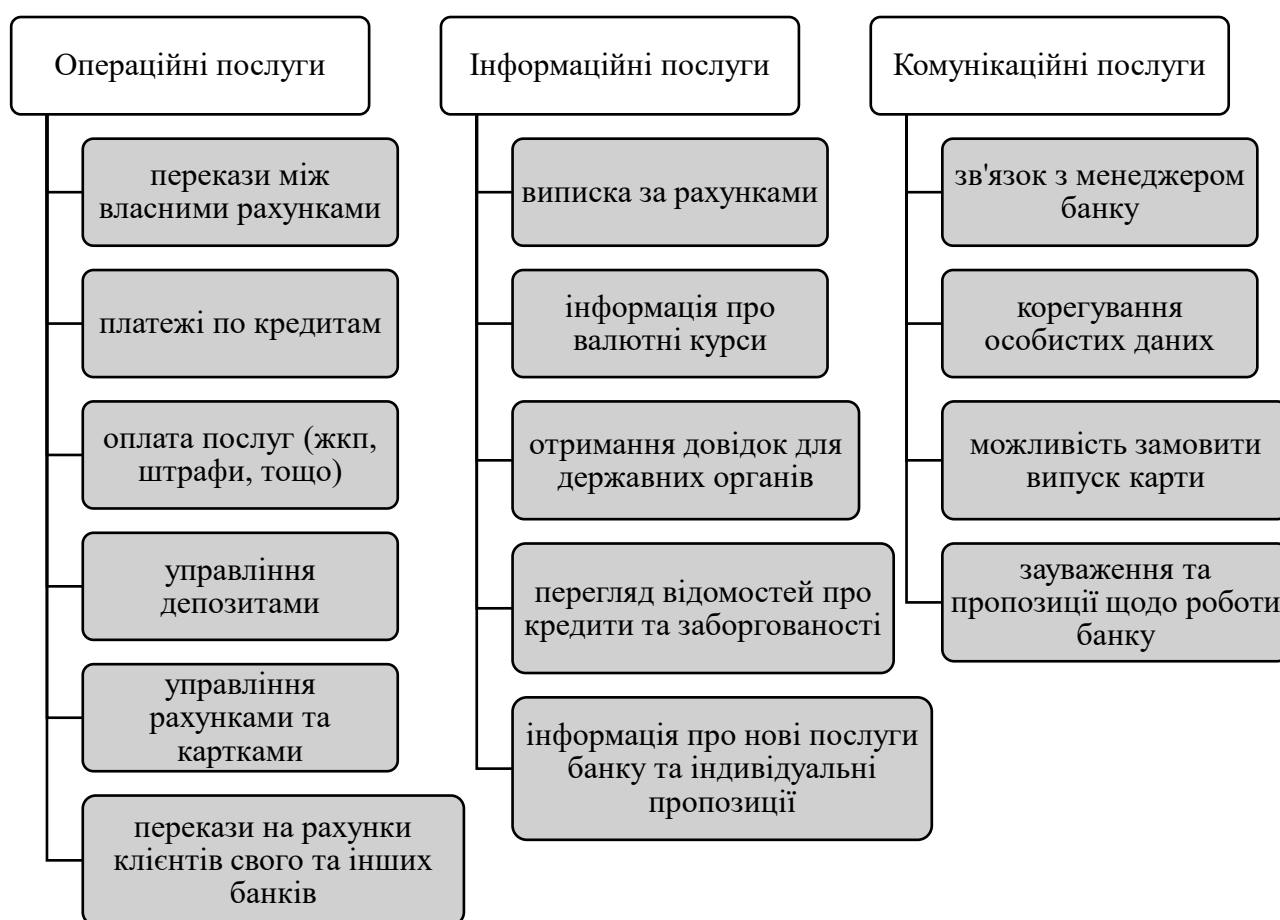 Операційні послуги
перекази між
власними рахунками
платежі по кредитам
оплата послуг (жкп,
штрафи, тощо)
управління
депозитами
управління
рахунками та
картками
перекази на рахунки
клієнтів свого та інших
банків
Інформаційні послуги
виписка за рахунками
інформація про
валютні курси
отримання довідок для
державних органів
перегляд відомостей про
кредити та заборгованості
інформація про нові послуги
банку та індивідуальні
пропозиції
Комунікаційні послуги
зв'язок з менеджером
банку
корегування
особистих даних
можливість замовити
випуск карти
зауваження та
пропозиції щодо роботи
банку